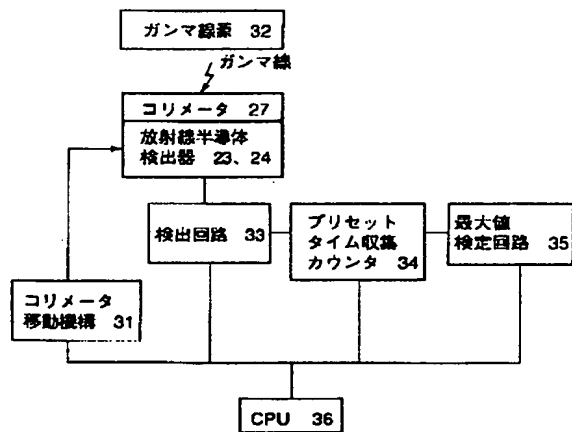 ガンマ線源 32
ガンマ線
コリメータ 27
放射線半導体
検出器 23、24
検出回路 33
プリセット
タイム収集
カウンタ 34
最大値
検定回路 35
コリメータ
移動機構 31
CPU 36